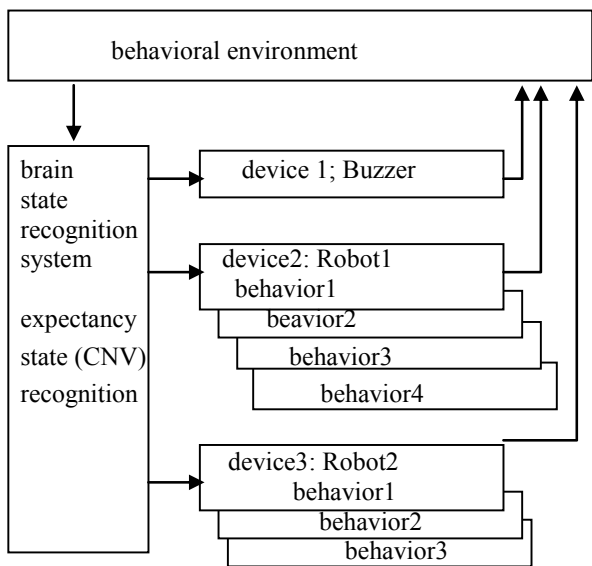 behavioral environment
brain
state
recognition
system
expectancy
state (CNV)
recognition
device 1; Buzzer
device2: Robot1
behavior1
beavior2
behavior3
behavior4
device3: Robot2
behavior1
behavior2
behavior3